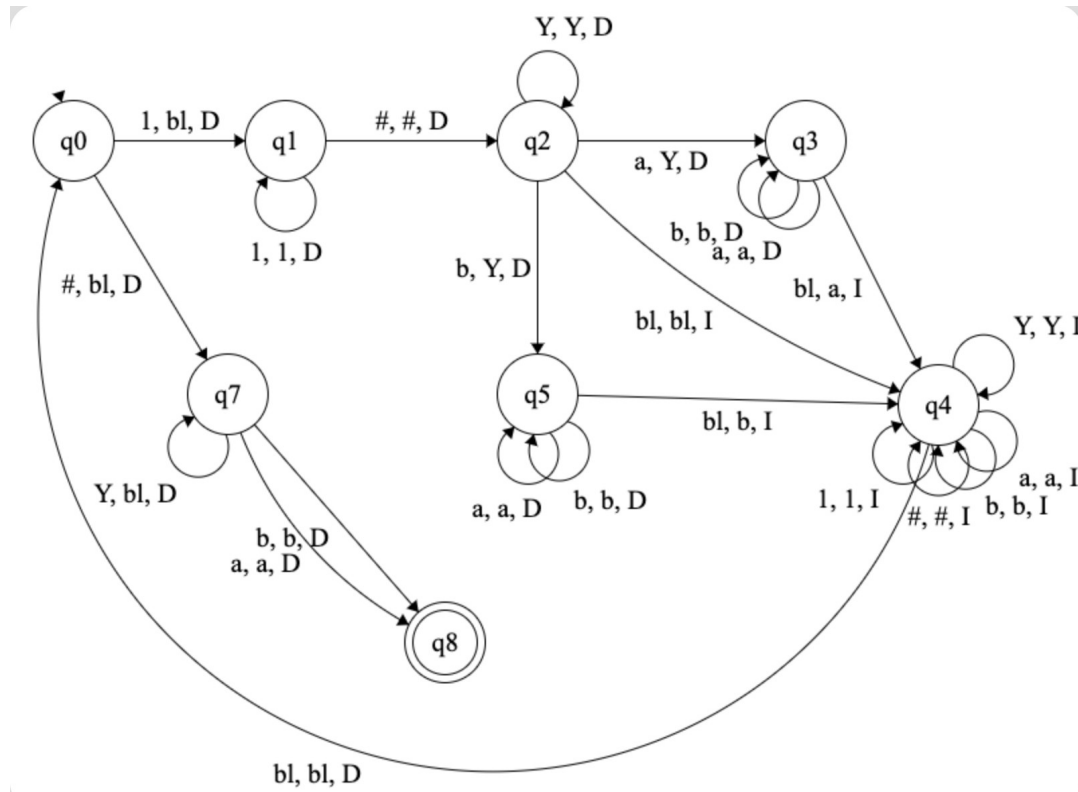 Y, Y, D
q0
1, bl, D
q1
#, #, D
q2
q3
a, Y, D
1, 1, D
b, b, D
a, a, D
b, Y, D
#, bl, D
bl, a, I
bl, bl, I
Y, Y, I
q7
q5
q4
bl, b, I
Y, bl, D
a, a, D
b, b, D
1, 1, I
#, #, I
b, b, I
a, a, I
b, b, D
a, a, D
q8
bl, bl, D